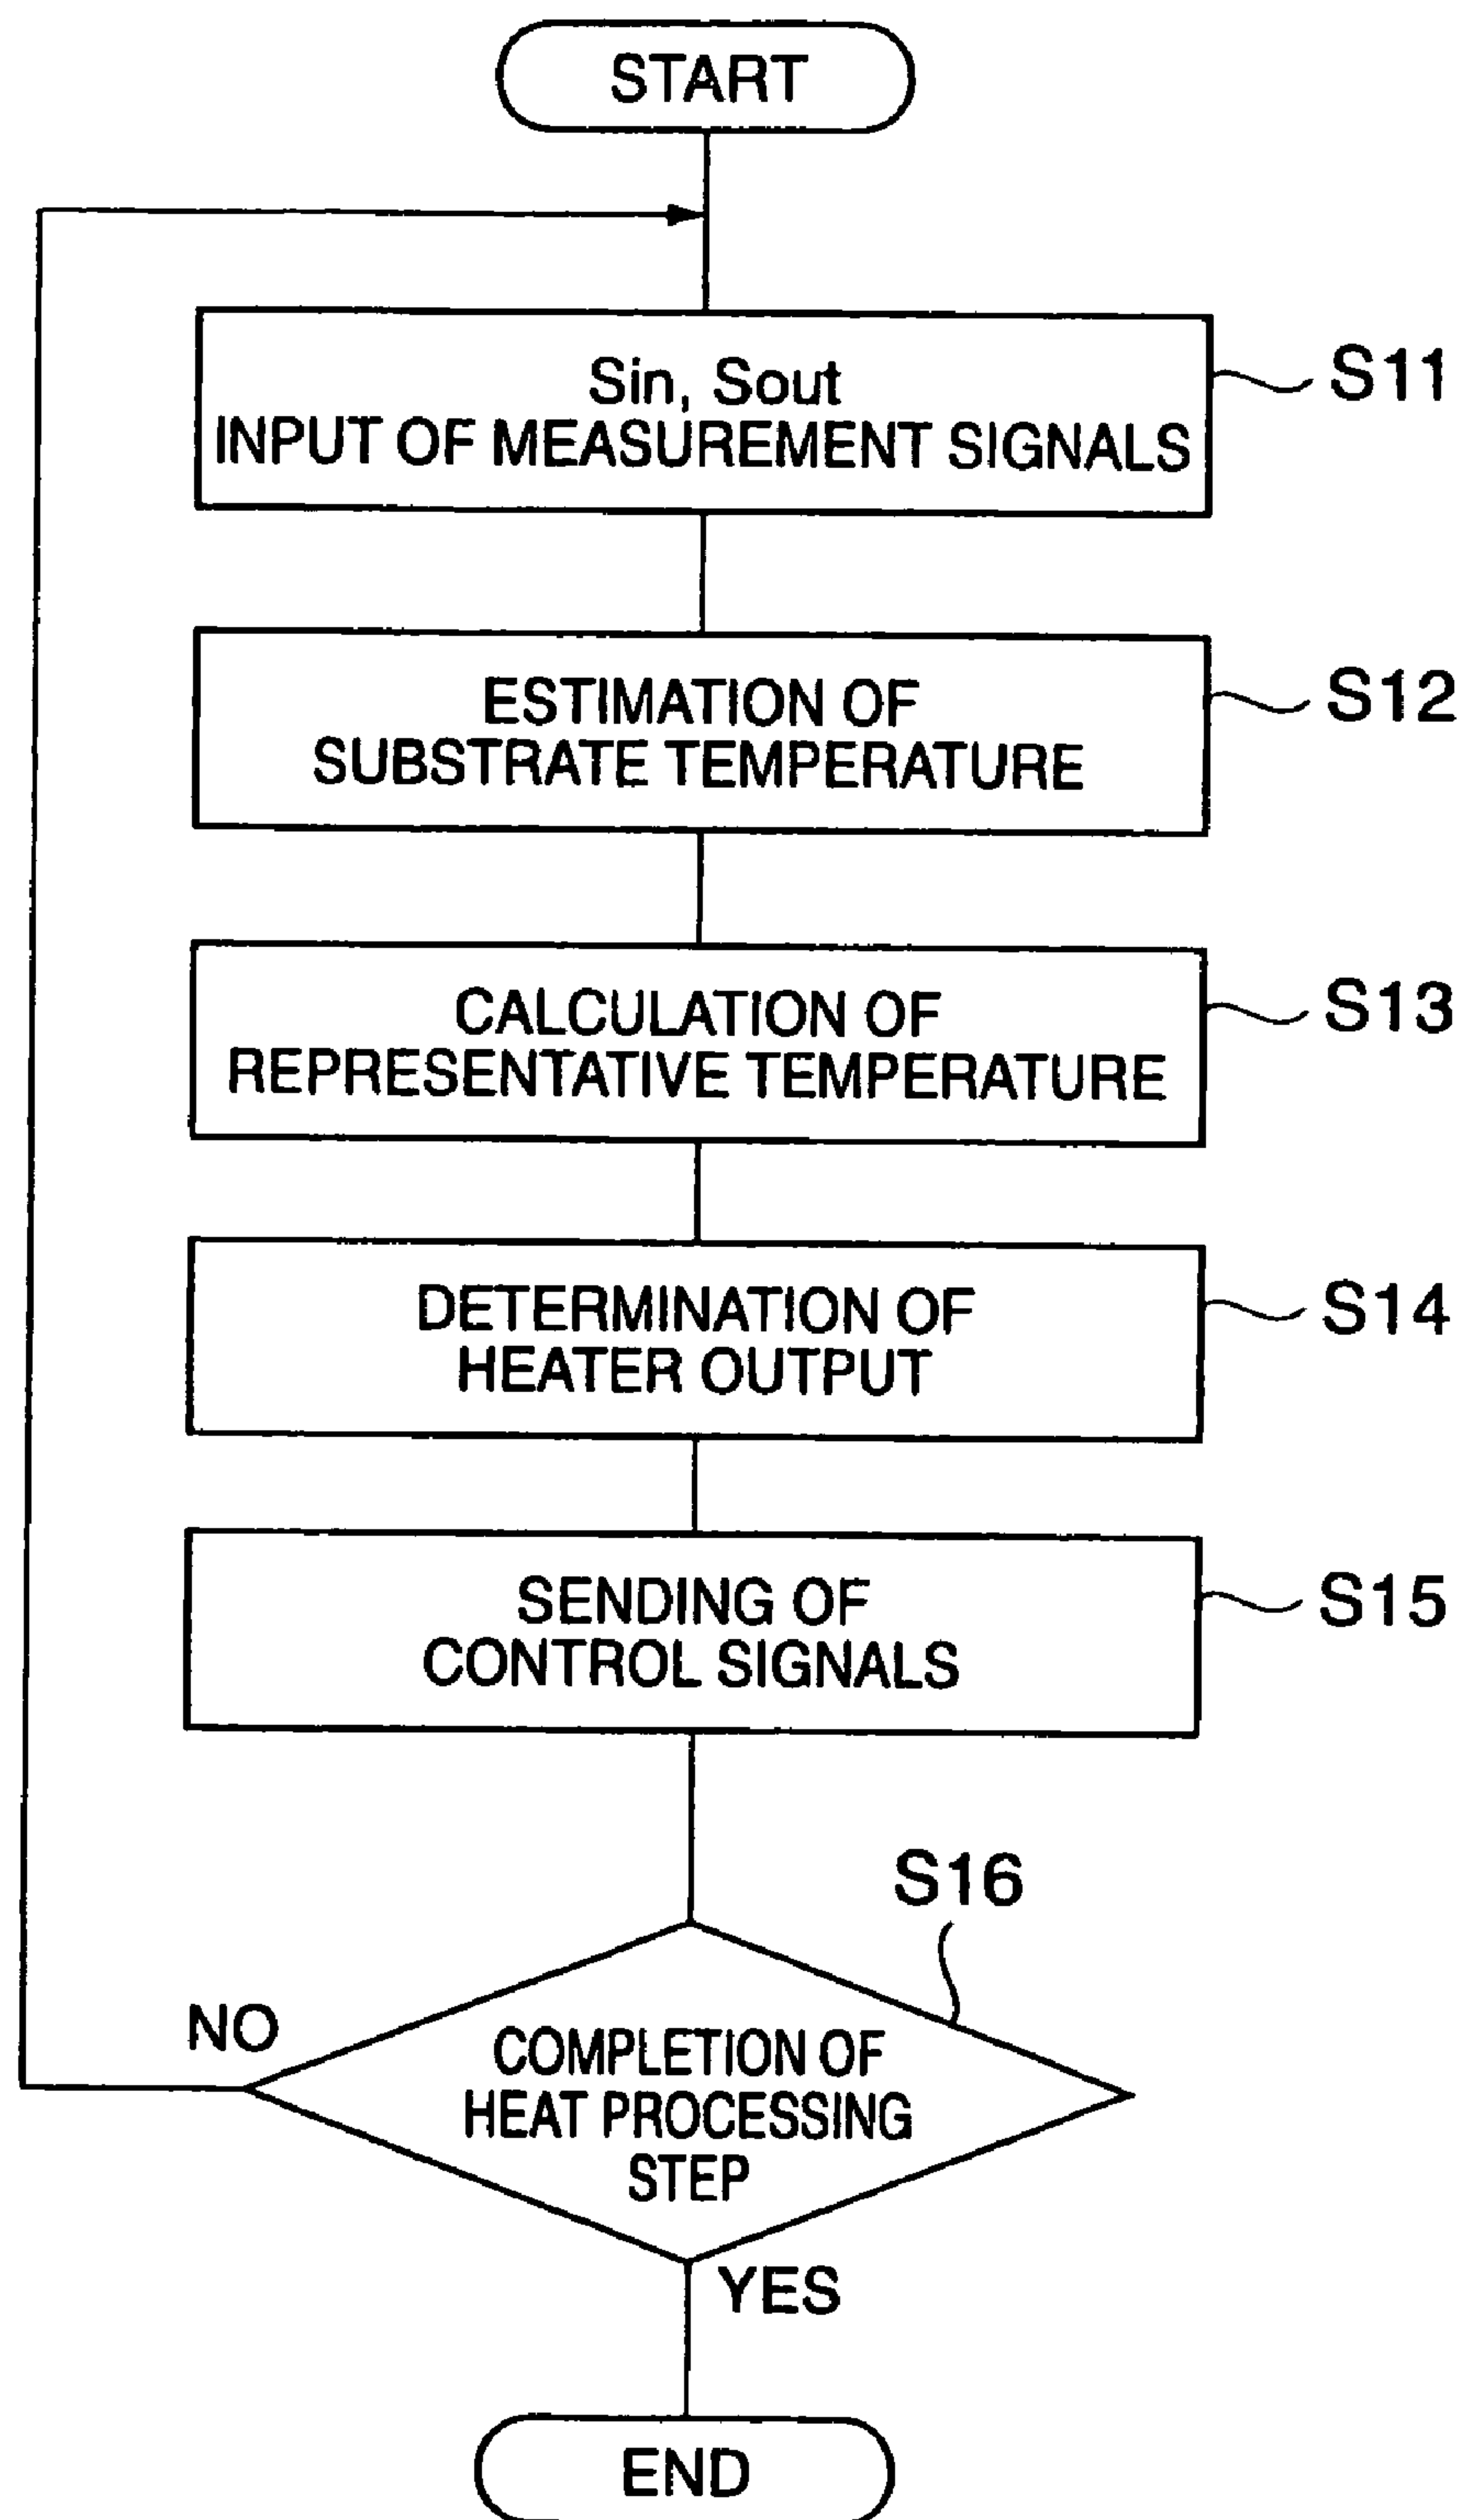 START
Sin, Sout
INPUT OF MEASUREMENT SIGNALS
S11
ESTIMATION OF
SUBSTRATE TEMPERATURE
S12
CALCULATION OF
REPRESENTATIVE TEMPERATURE
S13
DETERMINATION OF
HEATER OUTPUT
S14
SENDING OF
CONTROL SIGNALS
S15
S16
NO
COMPLETION OF
HEAT PROCESSING
STEP
YES
END